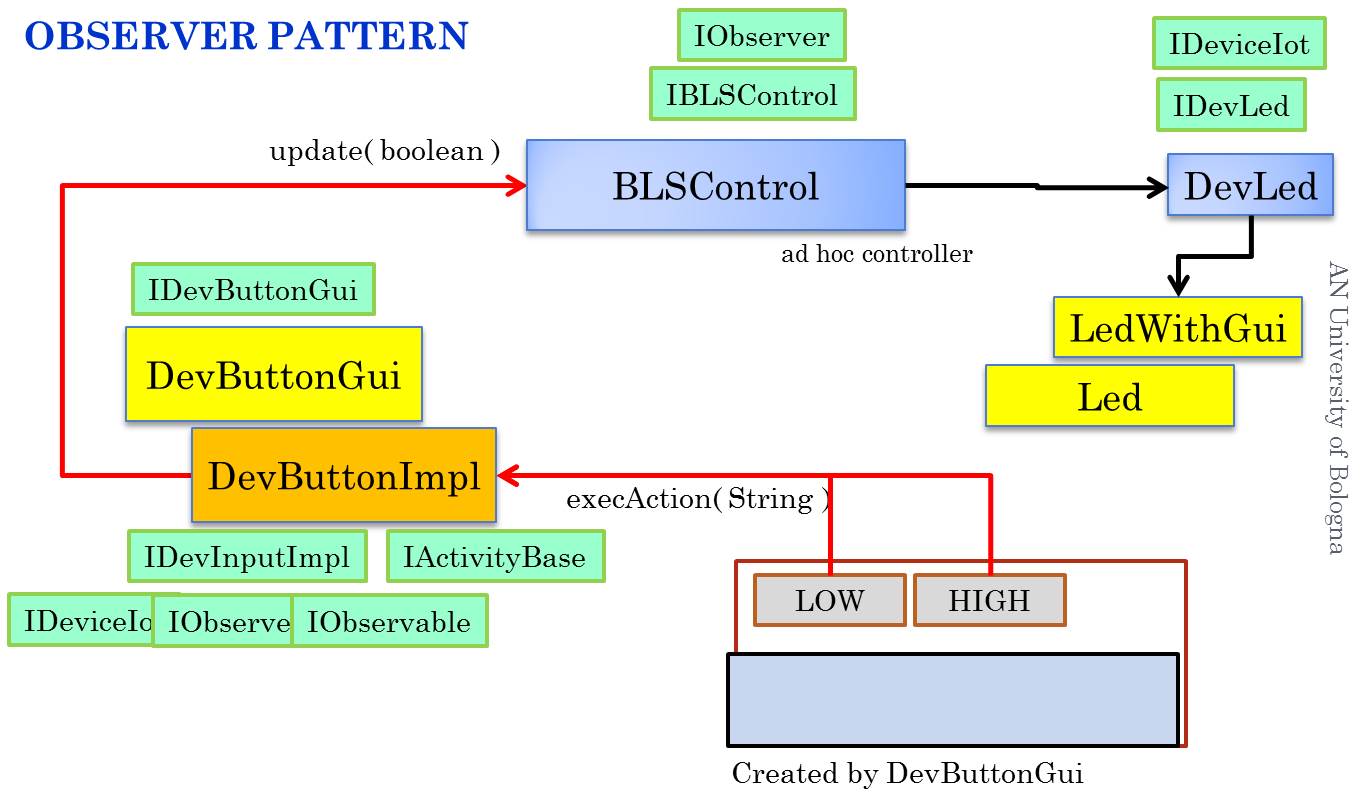 OBSERVER PATTERN
IObserver
IDeviceIot
IBLSControl
IDevLed
update( boolean )
BLSControl
DevLed
ad hoc controller
IDevButtonGui
LedWithGui
DevButtonGui
Led
AN University of Bologna
DevButtonImpl
execAction( String )
IDevInputImpl
IActivityBase
LOW
HIGH
IDeviceIo
IObserve
IObservable
Created by DevButtonGui